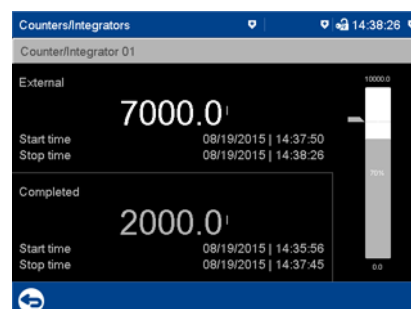 Counters/Integrators 14:38:26
Counter/Integrator 01
External
10000.0
7000.0 l
Start time 08/19/2015 | 14:37:50
Stop time 08/19/2015 | 14:38:26
70%
Completed
2000.0 l
Start time 08/19/2015 | 14:35:56
Stop time 08/19/2015 | 14:37:45
0.0